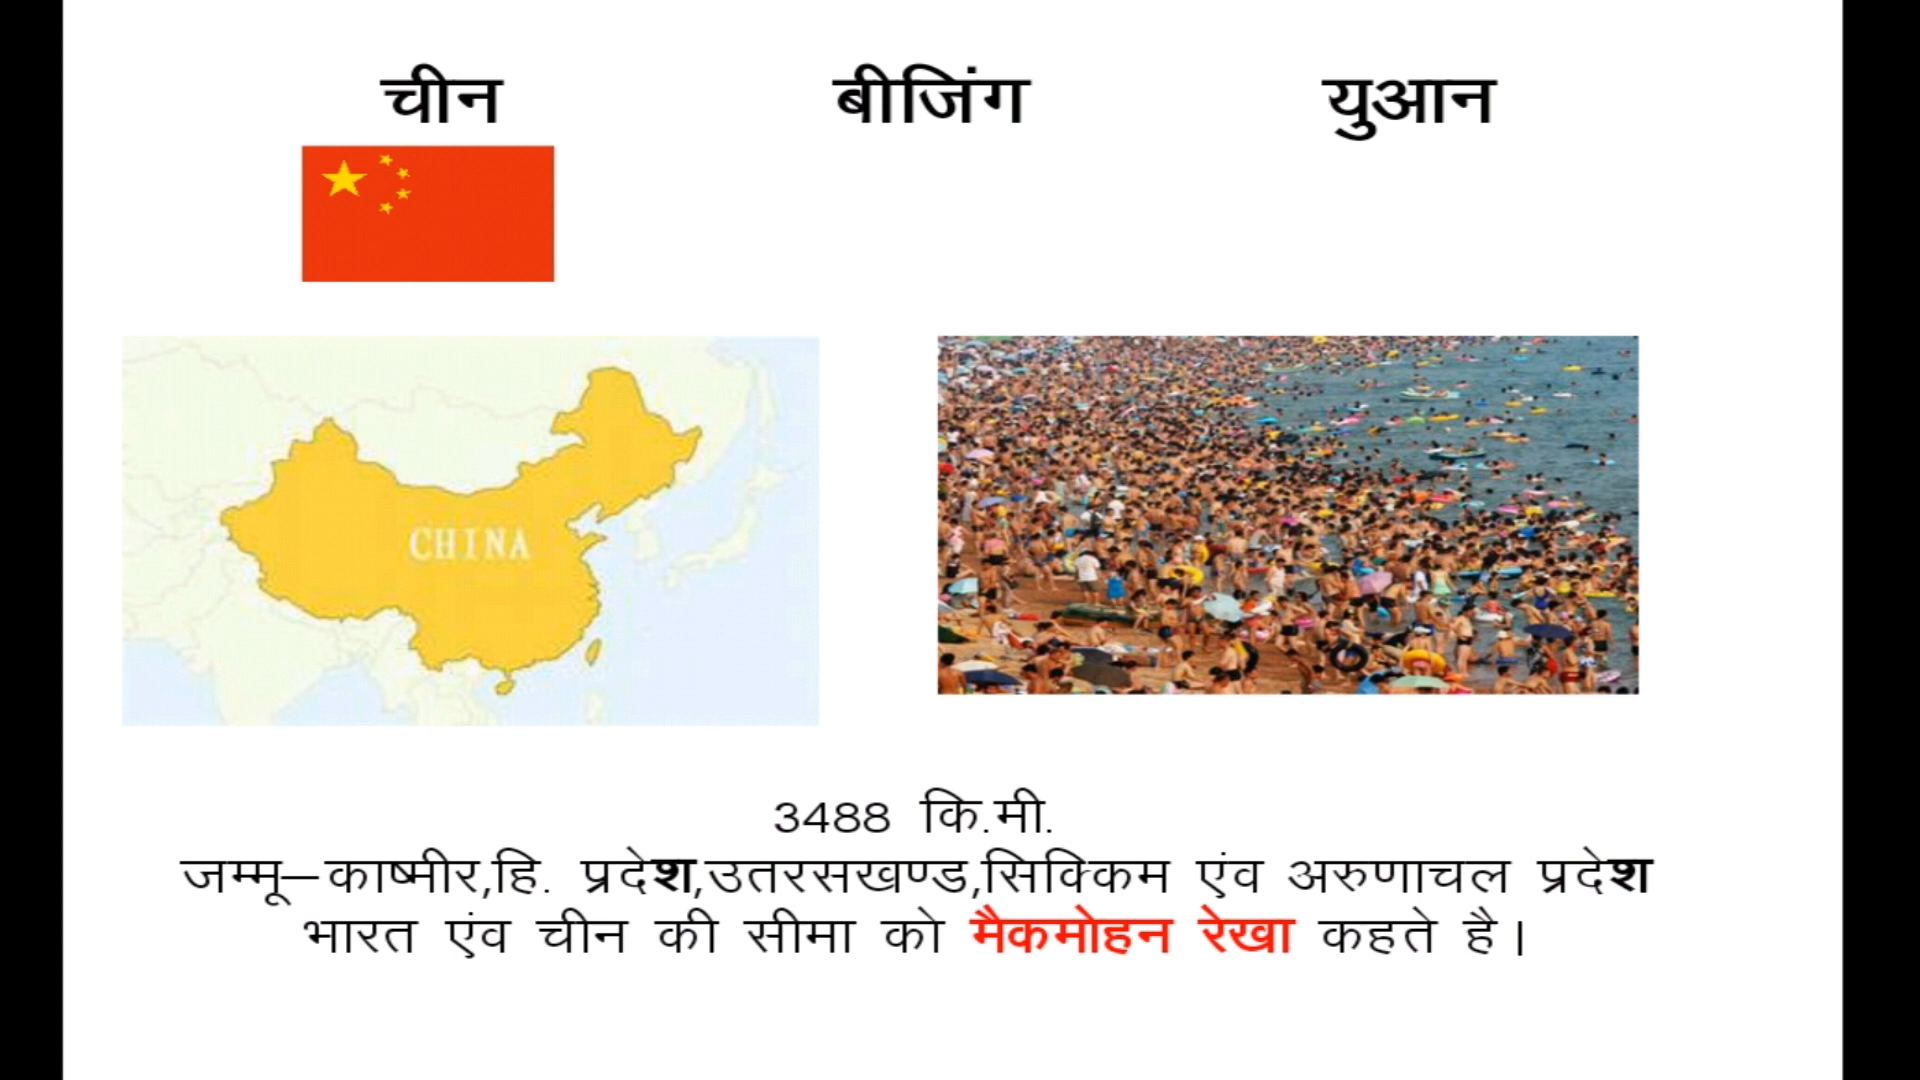 चीन बीजिंग युआन
CHINA
3488 कि.मी.
जम्मू–काष्मीर,हि. प्रदेश,उतरसखण्ड,सिक्किम एंव अरुणाचल प्रदेश
भारत एंव चीन की सीमा को मैकमोहन रेखा कहते है।